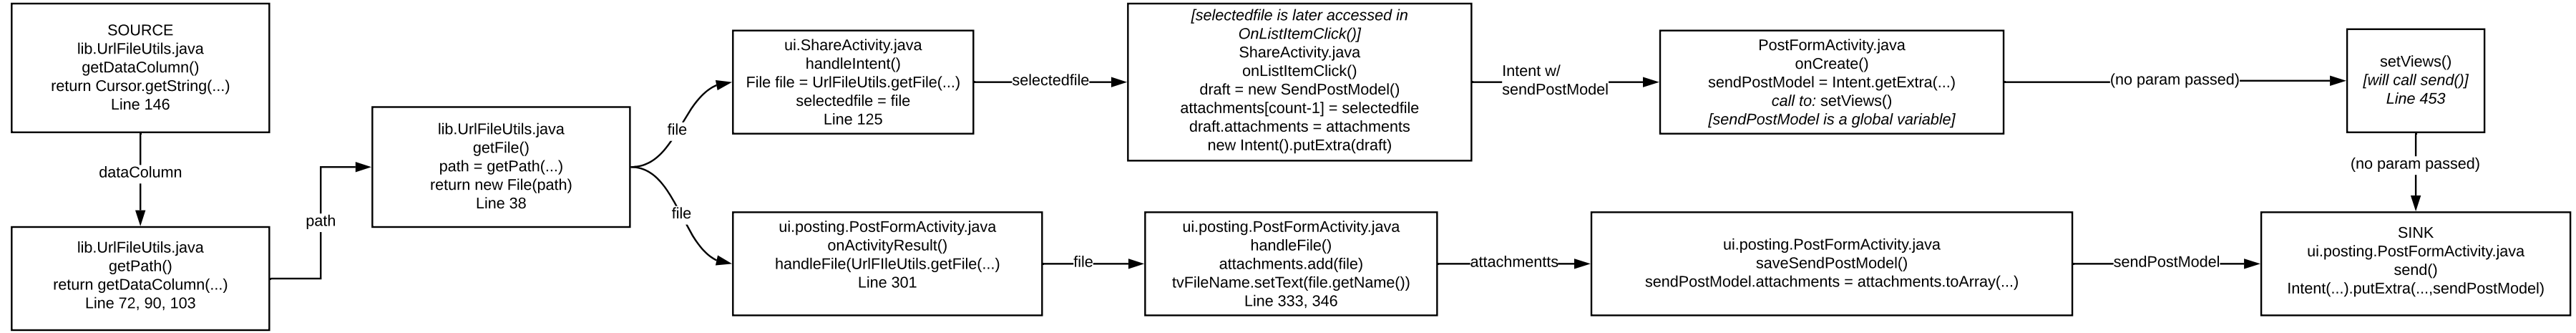 SOURCE
lib.UrlFileUtils.java
getDataColumn()
return Cursor.getString(...)
Line 146
dataColumn
lib.UrlFileUtils.java
getPath()
return getDataColumn(...)
Line 72, 90, 103
path
lib.UrlFileUtils.java
getFile()
path = getPath(...)
return new File(path)
Line 38
file
ui.ShareActivity.java
handleIntent()
File file = UrlFileUtils.getFile(...)
selectedfile = file
Line 125
selectedfile
[selectedfile is later accessed in
OnListItemClick()]
ShareActivity.java
onListItemClick()
draft = new SendPostModel()
attachments[count-1] = selectedfile
draft.attachments = attachments
new Intent().putExtra(draft)
Intent w/
sendPostModel
PostFormActivity.java
onCreate()
sendPostModel = Intent.getExtra(...)
call to: setViews()
[sendPostModel is a global variable]
(no param passed)
setViews()
[will call send()]
Line 453
(no param passed)
file
ui.posting.PostFormActivity.java
onActivityResult()
handleFile(UrlFIleUtils.getFile(...)
Line 301
file
ui.posting.PostFormActivity.java
handleFile()
attachments.add(file)
tvFileName.setText(file.getName())
Line 333, 346
attachmentts
ui.posting.PostFormActivity.java
saveSendPostModel()
sendPostModel.attachments = attachments.toArray(...)
sendPostModel
SINK
ui.posting.PostFormActivity.java
send()
Intent(...).putExtra(...,sendPostModel)